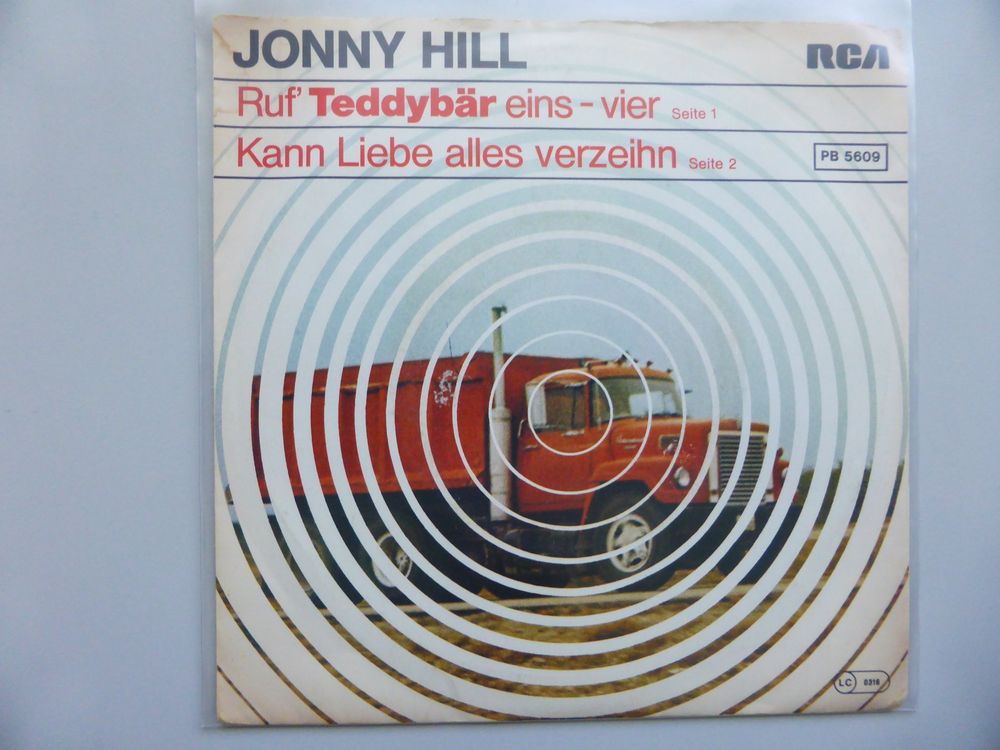 JONNY HILL
RCA
Ruf' Teddybär eins - vier Seite 1
Kann Liebe alles verzeihn Seite 2
PB 5609
LC 0316